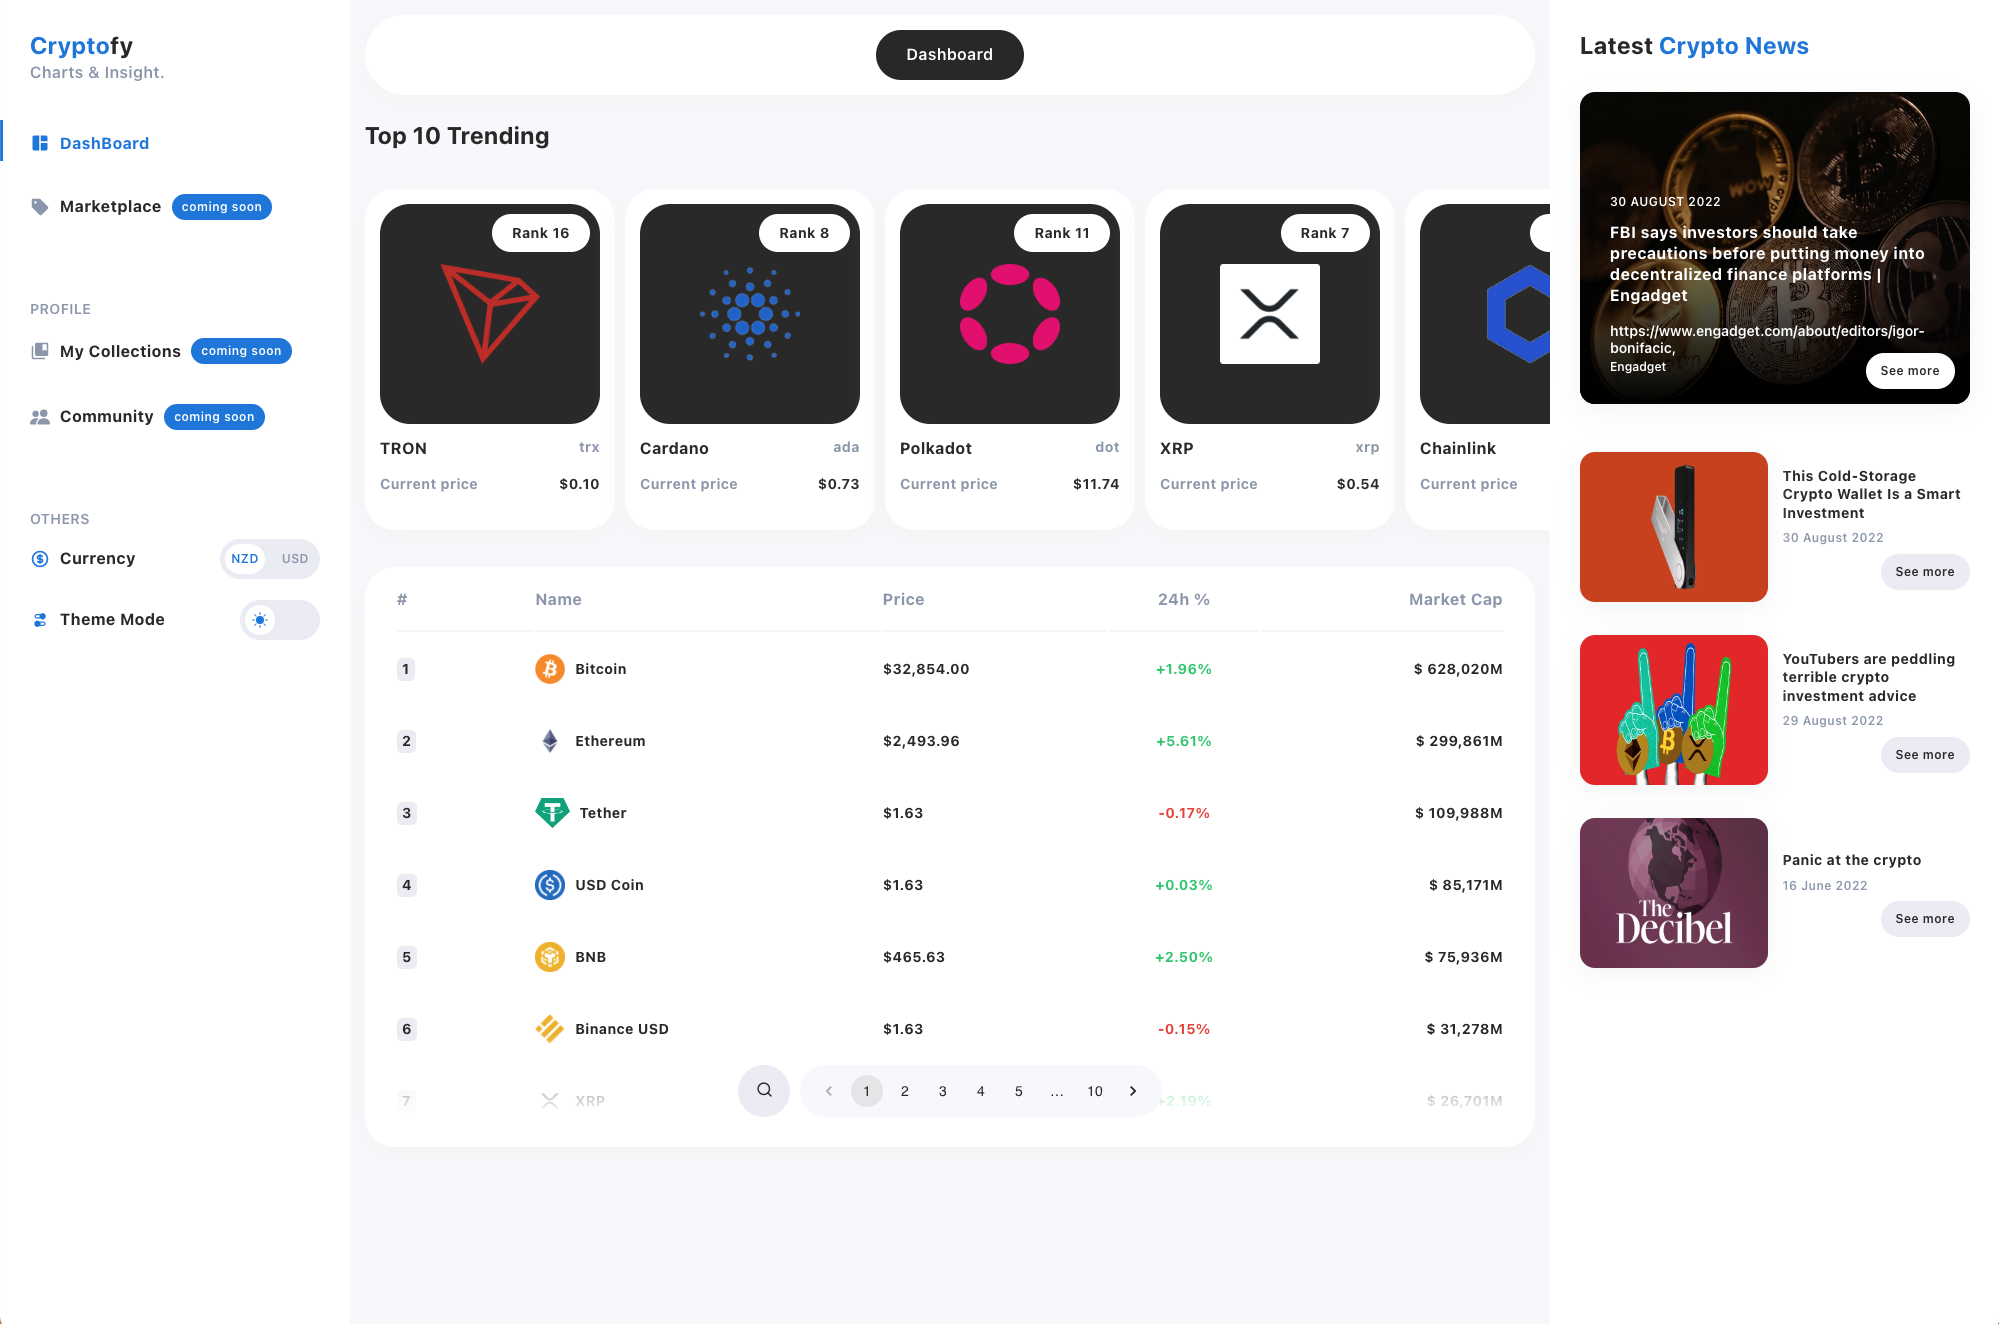 Cryptofy
Charts & Insight.
DashBoard
Marketplace coming soon
PROFILE
My Collections coming soon
Community coming soon
OTHERS
Currency NZD USD
Theme Mode
Dashboard
Top 10 Trending
Rank 16
TRON trx
Current price $0.10
Rank 8
Cardano ada
Current price $0.73
Rank 11
Polkadot dot
Current price $11.74
Rank 7
XRP xrp
Current price $0.54
Chainlink
Current price
# Name Price 24h % Market Cap
1 Bitcoin $32,854.00 +1.96% $ 628,020M
2 Ethereum $2,493.96 +5.61% $ 299,861M
3 Tether $1.63 -0.17% $ 109,988M
4 USD Coin $1.63 +0.03% $ 85,171M
5 BNB $465.63 +2.50% $ 75,936M
6 Binance USD $1.63 -0.15% $ 31,278M
7 XRP +2.19% $ 26,701M
1 2 3 4 5 ... 10
Latest Crypto News
30 AUGUST 2022
FBI says investors should take
precautions before putting money into
decentralized finance platforms |
Engadget
https://www.engadget.com/about/editors/igor-
bonifacic,
Engadget
See more
This Cold-Storage
Crypto Wallet Is a Smart
Investment
30 August 2022
See more
YouTubers are peddling
terrible crypto
investment advice
29 August 2022
See more
The
Decibel
Panic at the crypto
16 June 2022
See more